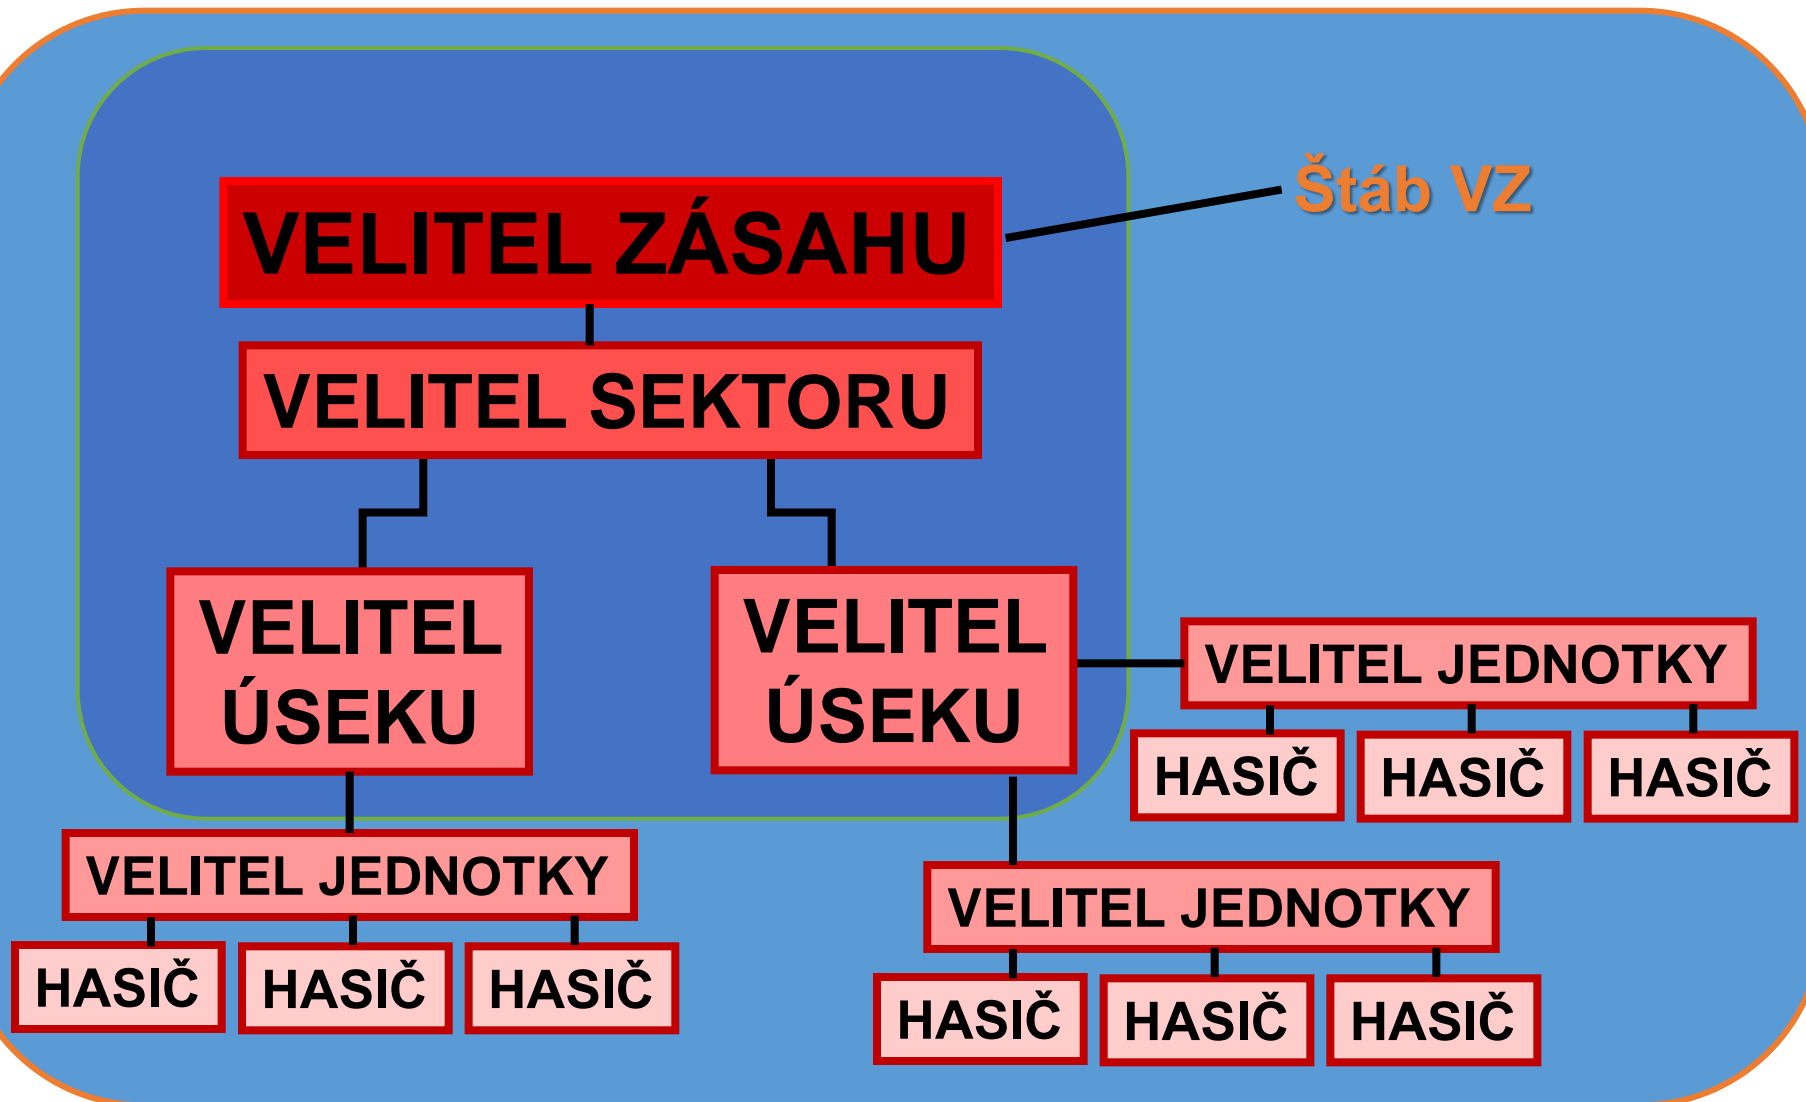 Štáb VZ
VELITEL ZÁSAHU
VELITEL SEKTORU
VELITEL
ÚSEKU
VELITEL
ÚSEKU
VELITEL JEDNOTKY
HASIČ
HASIČ
HASIČ
VELITEL JEDNOTKY
HASIČ
HASIČ
HASIČ
VELITEL JEDNOTKY
HASIČ
HASIČ
HASIČ